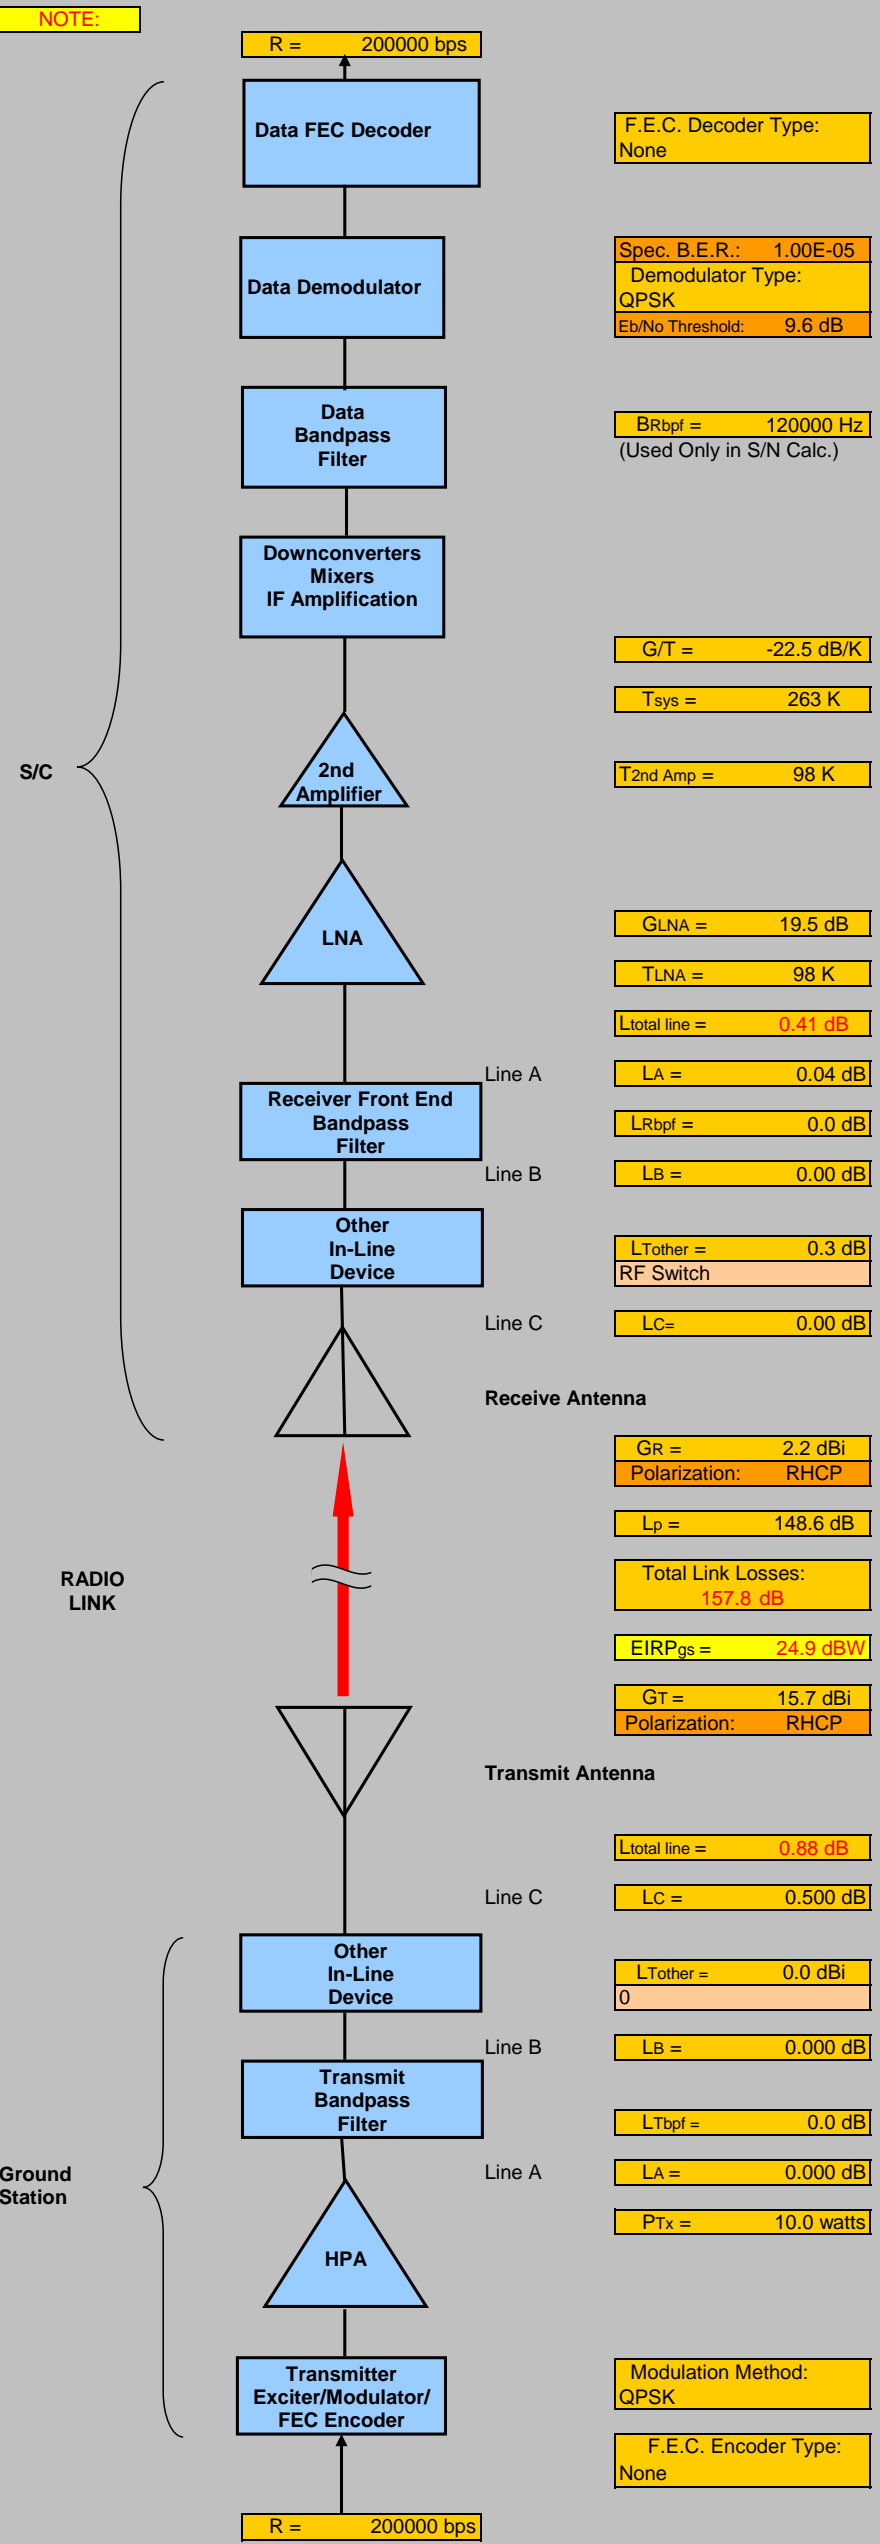 NOTE:
R = 200000 bps
Data FEC Decoder
F.E.C. Decoder Type:
None
Spec. B.E.R.: 1.00E-05
Data Demodulator
Demodulator Type:
QPSK
Eb/No Threshold: 9.6 dB
Data
Bandpass
Filter
BRbpf = 120000 Hz
(Used Only in S/N Calc.)
Downconverters
Mixers
IF Amplification
G/T = -22.5 dB/K
Tsys = 263 K
S/C
2nd
Amplifier
T2nd Amp = 98 K
LNA
GLNA = 19.5 dB
TLNA = 98 K
Ltotal line = 0.41 dB
Line A
LA = 0.04 dB
Receiver Front End
Bandpass
Filter
LRbpf = 0.0 dB
Line B
LB = 0.00 dB
Other
In-Line
Device
LTother = 0.3 dB
RF Switch
Line C
LC= 0.00 dB
Receive Antenna
GR = 2.2 dBi
Polarization: RHCP
Lp = 148.6 dB
RADIO
LINK
Total Link Losses:
157.8 dB
EIRPgs = 24.9 dBW
GT = 15.7 dBi
Polarization: RHCP
Transmit Antenna
Ltotal line = 0.88 dB
Line C
LC = 0.500 dB
Other
In-Line
Device
LTother = 0.0 dBi
0
Line B
LB = 0.000 dB
Transmit
Bandpass
Filter
LTbpf = 0.0 dB
Ground
Station
Line A
LA = 0.000 dB
PTx = 10.0 watts
HPA
Transmitter
Exciter/Modulator/
FEC Encoder
Modulation Method:
QPSK
F.E.C. Encoder Type:
None
R = 200000 bps